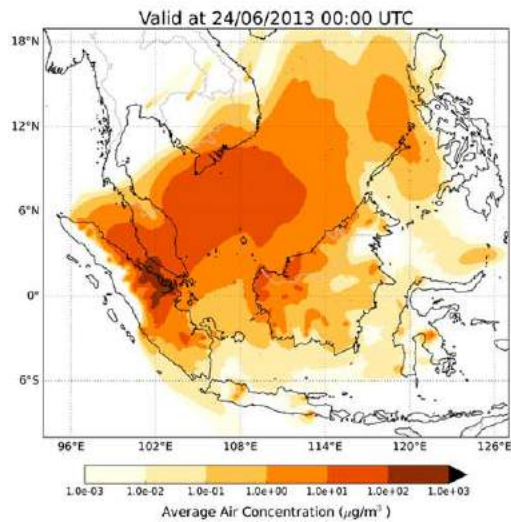 Valid at 24/06/2013 00:00 UTC
18°N
12°N
6°N
0°
6°S
96°E 102°E 108°E 114°E 120°E 126°E
1.0e-03 1.0e-02 1.0e-01 1.0e+00 1.0e+01 1.0e+02 1.0e+03
Average Air Concentration (μg/m³)